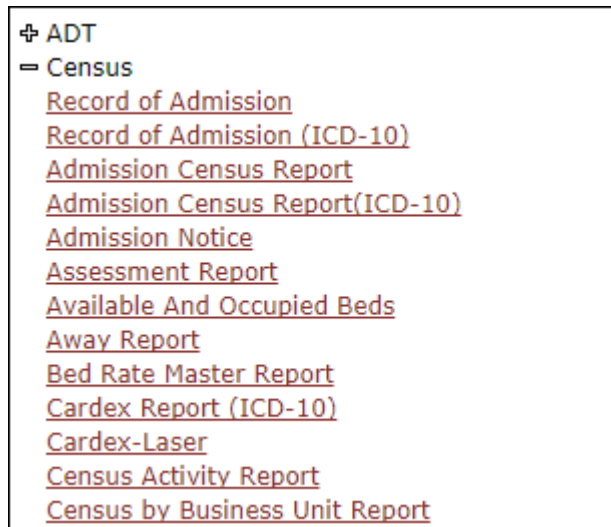 ADT
Census
Record of Admission
Record of Admission (ICD-10)
Admission Census Report
Admission Census Report(ICD-10)
Admission Notice
Assessment Report
Available And Occupied Beds
Away Report
Bed Rate Master Report
Cardex Report (ICD-10)
Cardex-Laser
Census Activity Report
Census by Business Unit Report